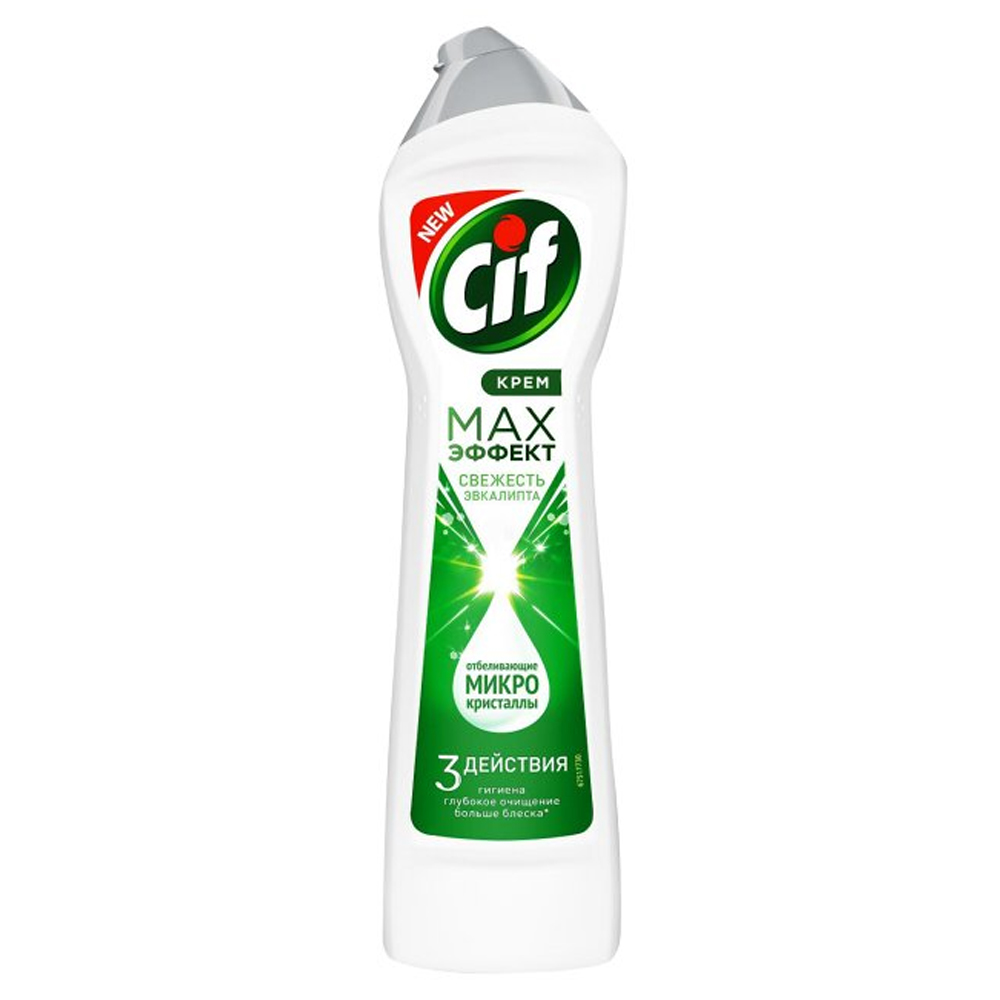 NEW
Cif
КРЕМ
MAX
ЭФФЕКТ
СВЕЖЕСТЬ
ЭВКАЛИПТА
отбеливающие
МИКРО
кристаллы
3 ДЕЙСТВИЯ
гигиена
глубокое очищение
больше блеска*